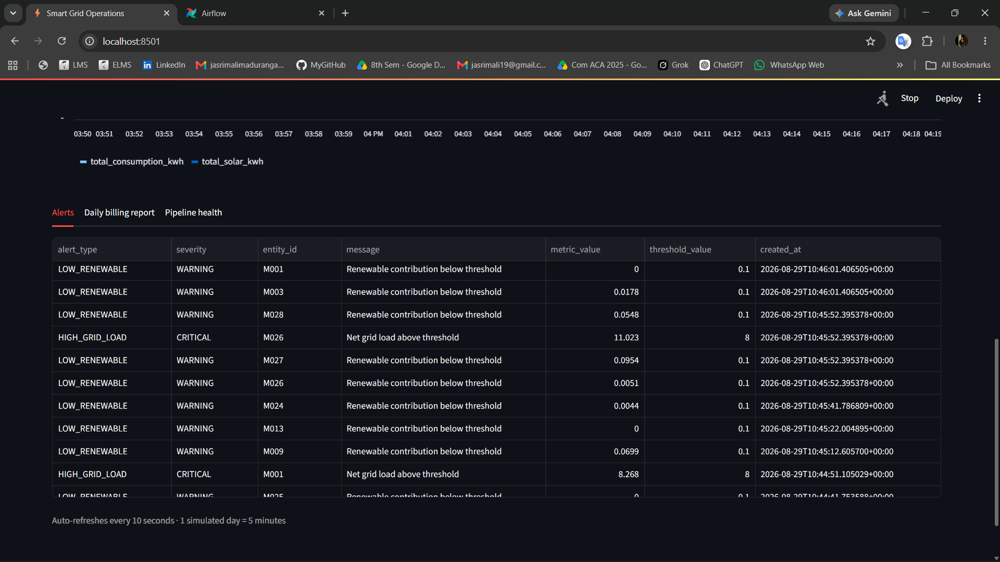 Smart Grid Operations
Airflow
Ask Gemini
localhost:8501
LMS
ELMS
LinkedIn
jasrimalimaduranga...
MyGitHub
8th Sem - Google D...
jasrimali19@gmail.c...
Com ACA 2025 - Go...
Grok
ChatGPT
WhatsApp Web
All Bookmarks
Stop
Deploy
03:50 03:51 03:52 03:53 03:54 03:55 03:56 03:57 03:58 03:59 04 PM 04:01 04:02 04:03 04:04 04:05 04:06 04:07 04:08 04:09 04:10 04:11 04:12 04:13 04:14 04:15 04:16 04:17 04:18 04:19
total_consumption_kwh total_solar_kwh
Alerts Daily billing report Pipeline health
alert_type severity entity_id message metric_value threshold_value created_at
LOW_RENEWABLE WARNING M001 Renewable contribution below threshold 0 0.1 2026-08-29T10:46:01.406505+00:00
LOW_RENEWABLE WARNING M003 Renewable contribution below threshold 0.0178 0.1 2026-08-29T10:46:01.406505+00:00
LOW_RENEWABLE WARNING M028 Renewable contribution below threshold 0.0548 0.1 2026-08-29T10:45:52.395378+00:00
HIGH_GRID_LOAD CRITICAL M026 Net grid load above threshold 11.023 8 2026-08-29T10:45:52.395378+00:00
LOW_RENEWABLE WARNING M027 Renewable contribution below threshold 0.0954 0.1 2026-08-29T10:45:52.395378+00:00
LOW_RENEWABLE WARNING M026 Renewable contribution below threshold 0.0051 0.1 2026-08-29T10:45:52.395378+00:00
LOW_RENEWABLE WARNING M024 Renewable contribution below threshold 0.0044 0.1 2026-08-29T10:45:41.786809+00:00
LOW_RENEWABLE WARNING M013 Renewable contribution below threshold 0 0.1 2026-08-29T10:45:22.004895+00:00
LOW_RENEWABLE WARNING M009 Renewable contribution below threshold 0.0699 0.1 2026-08-29T10:45:12.605700+00:00
HIGH_GRID_LOAD CRITICAL M001 Net grid load above threshold 8.268 8 2026-08-29T10:44:51.105029+00:00
LOW_RENEWABLE WARNING M025 Renewable contribution below threshold 0 0.1
Auto-refreshes every 10 seconds · 1 simulated day = 5 minutes